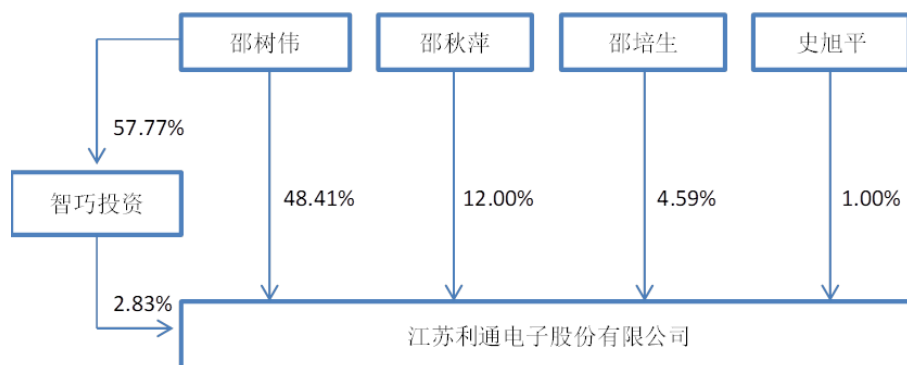 邵树伟
邵秋萍
邵培生
史旭平
57.77%
智巧投资
48.41%
12.00%
4.59%
1.00%
2.83%
江苏利通电子股份有限公司